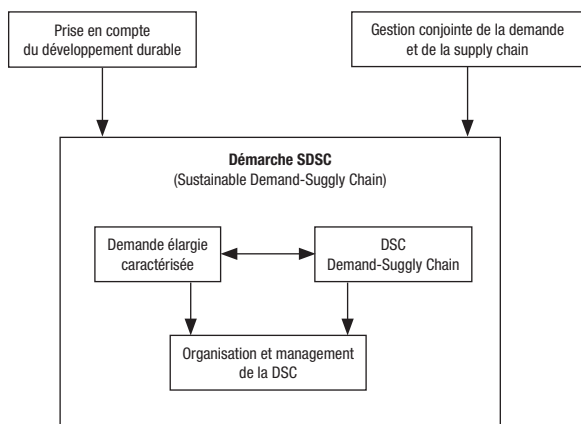 Prise en compte
du développement durable
Gestion conjointe de la demande
et de la supply chain
Démarche SDSC
(Sustainable Demand-Suggly Chain)
Demande élargie
caractérisée
DSC
Demand-Suggly Chain
Organisation et management
de la DSC